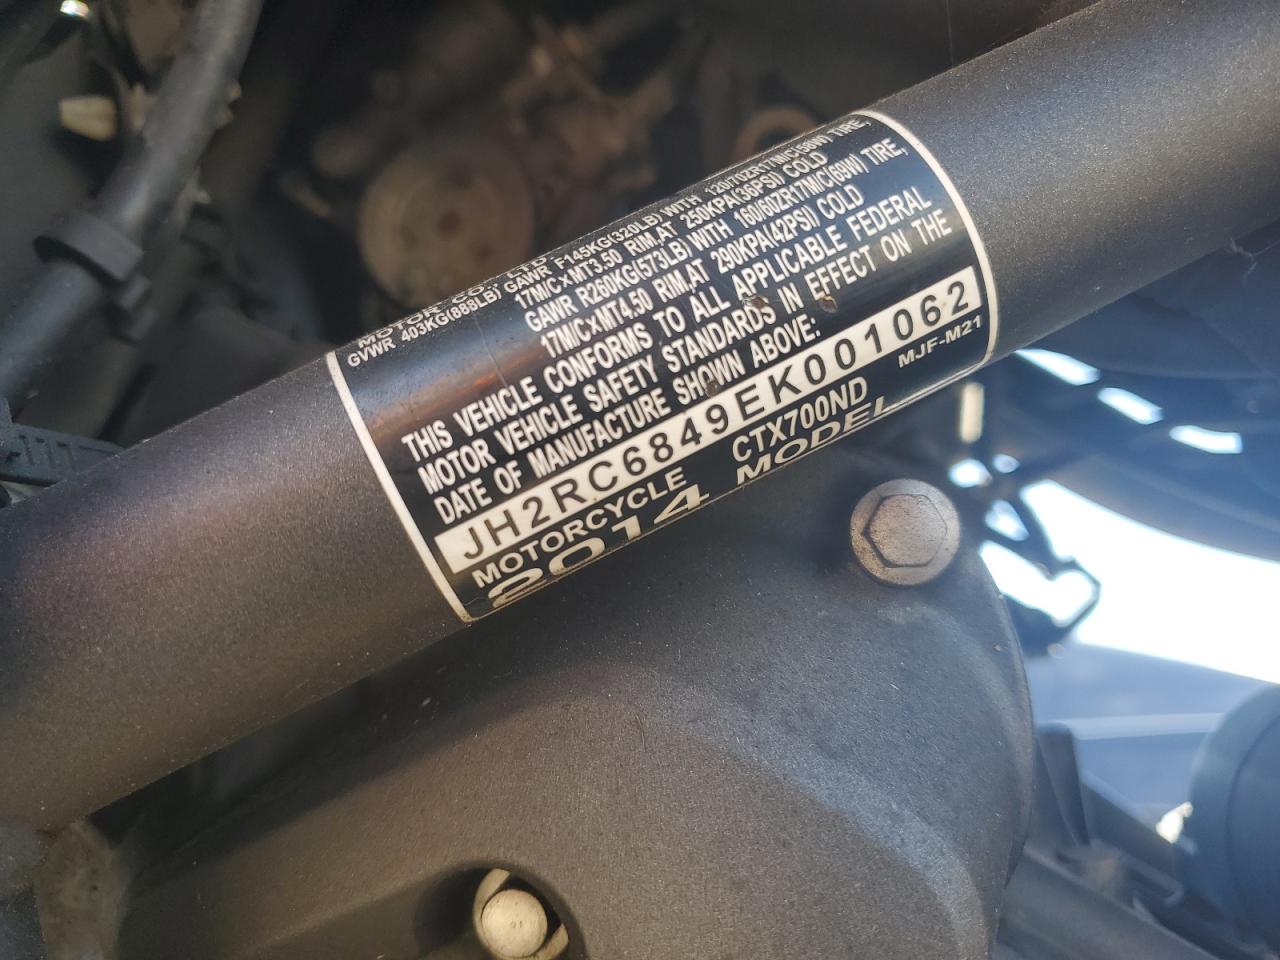 MOTOR CO., LTD.
GVWR 403KG(888LB) GAWR F145KG(320LB) WITH 120/70ZR17M/C(58W) TIRE,
17M/C×MT3.50 RIM,AT 250KPA(36PSI) COLD
GAWR R260KG(573LB) WITH 160/60ZR17M/C(69W) TIRE,
17M/C×MT4.50 RIM,AT 290KPA(42PSI) COLD
THIS VEHICLE CONFORMS TO ALL APPLICABLE FEDERAL
MOTOR VEHICLE SAFETY STANDARDS IN EFFECT ON THE
DATE OF MANUFACTURE SHOWN ABOVE:
JH2RC6849EK001062
MOTORCYCLE CTX700ND MJF-M21
2014 MODEL